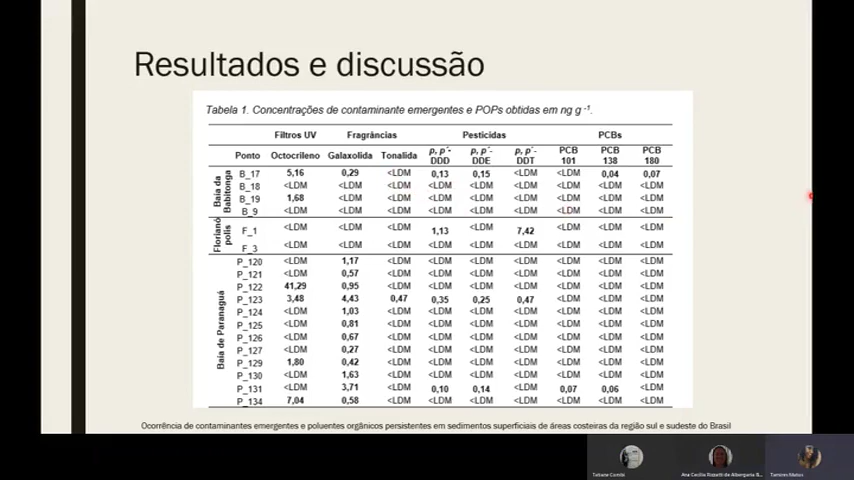 Resultados e discussão
Tabela 1. Concentrações de contaminante emergentes e POPs obtidas em ng g -1.
Filtros UV Fragrâncias Pesticidas PCBs
Ponto Octocrileno Galaxolida Tonalida p, p´- DDD p, p´- DDE p, p´- DDT PCB 101 PCB 138 PCB 180
Baía da Babitonga
B_17 5,16 0,29 <LDM 0,13 0,15 <LDM <LDM 0,04 0,07
B_18 <LDM <LDM <LDM <LDM <LDM <LDM <LDM <LDM <LDM
B_19 1,68 <LDM <LDM <LDM <LDM <LDM <LDM <LDM <LDM
B_9 <LDM <LDM <LDM <LDM <LDM <LDM <LDM <LDM <LDM
Florianó polis
F_1 <LDM <LDM <LDM 1,13 <LDM 7,42 <LDM <LDM <LDM
F_3 <LDM <LDM <LDM <LDM <LDM <LDM <LDM <LDM <LDM
Baía de Paranaguá
P_120 <LDM 1,17 <LDM <LDM <LDM <LDM <LDM <LDM <LDM
P_121 <LDM 0,57 <LDM <LDM <LDM <LDM <LDM <LDM <LDM
P_122 41,29 0,95 <LDM <LDM <LDM <LDM <LDM <LDM <LDM
P_123 3,48 4,43 0,47 0,35 0,25 0,47 <LDM <LDM <LDM
P_124 <LDM 1,03 <LDM <LDM <LDM <LDM <LDM <LDM <LDM
P_125 <LDM 0,81 <LDM <LDM <LDM <LDM <LDM <LDM <LDM
P_126 <LDM 0,67 <LDM <LDM <LDM <LDM <LDM <LDM <LDM
P_127 <LDM 0,27 <LDM <LDM <LDM <LDM <LDM <LDM <LDM
P_129 1,80 0,42 <LDM <LDM <LDM <LDM <LDM <LDM <LDM
P_130 <LDM 1,63 <LDM <LDM <LDM <LDM <LDM <LDM <LDM
P_131 <LDM 3,71 <LDM 0,10 0,14 <LDM 0,07 0,06 <LDM
P_134 7,04 0,58 <LDM <LDM <LDM <LDM <LDM <LDM <LDM
Ocorrência de contaminantes emergentes e poluentes orgânicos persistentes em sedimentos superficiais de áreas costeiras da região sul e sudeste do Brasil
Tatiane Combi Ana Cecília Rizzatti de Albergaria B... Tamires Matos